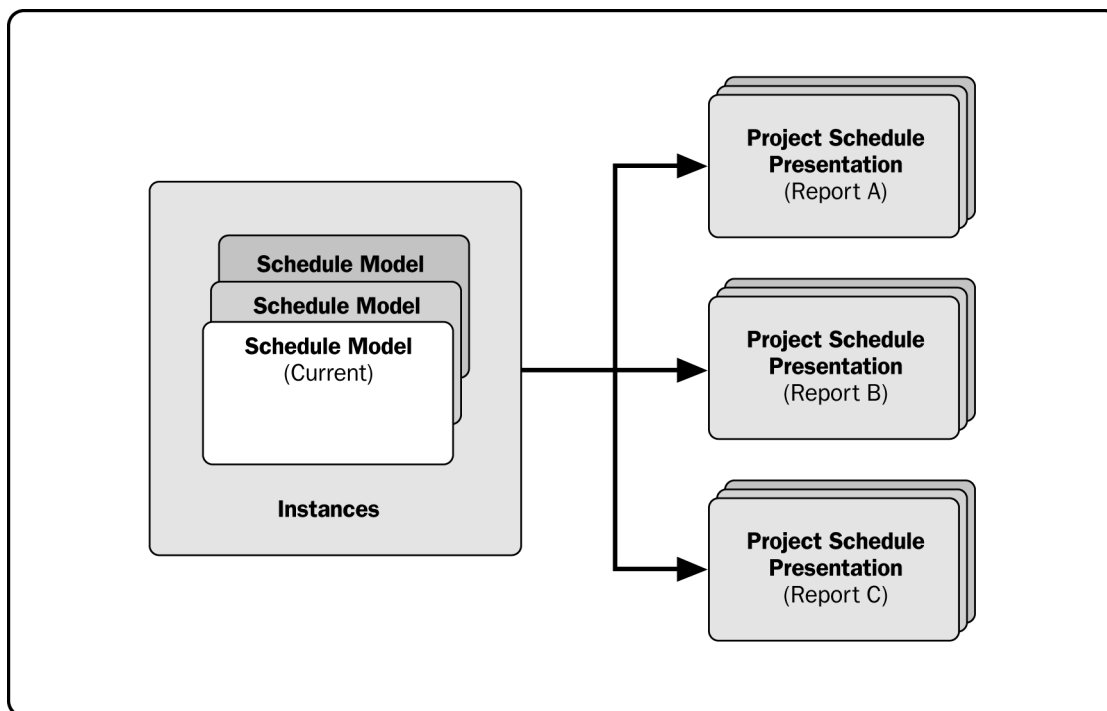 Schedule Model
Schedule Model
Schedule Model
(Current)
Instances
Project Schedule
Presentation
(Report A)
Project Schedule
Presentation
(Report B)
Project Schedule
Presentation
(Report C)